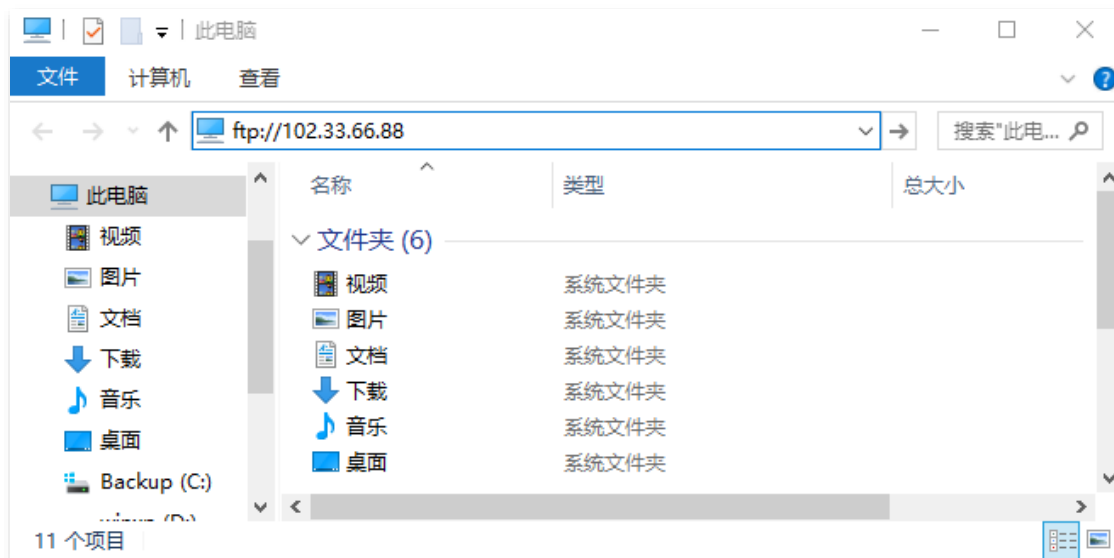 此电脑
文件 计算机 查看
ftp://102.33.66.88 搜索"此电...
此电脑
视频
图片
文档
下载
音乐
桌面
Backup (C:)
名称 类型 总大小
文件夹 (6)
视频 系统文件夹
图片 系统文件夹
文档 系统文件夹
下载 系统文件夹
音乐 系统文件夹
桌面 系统文件夹
11 个项目